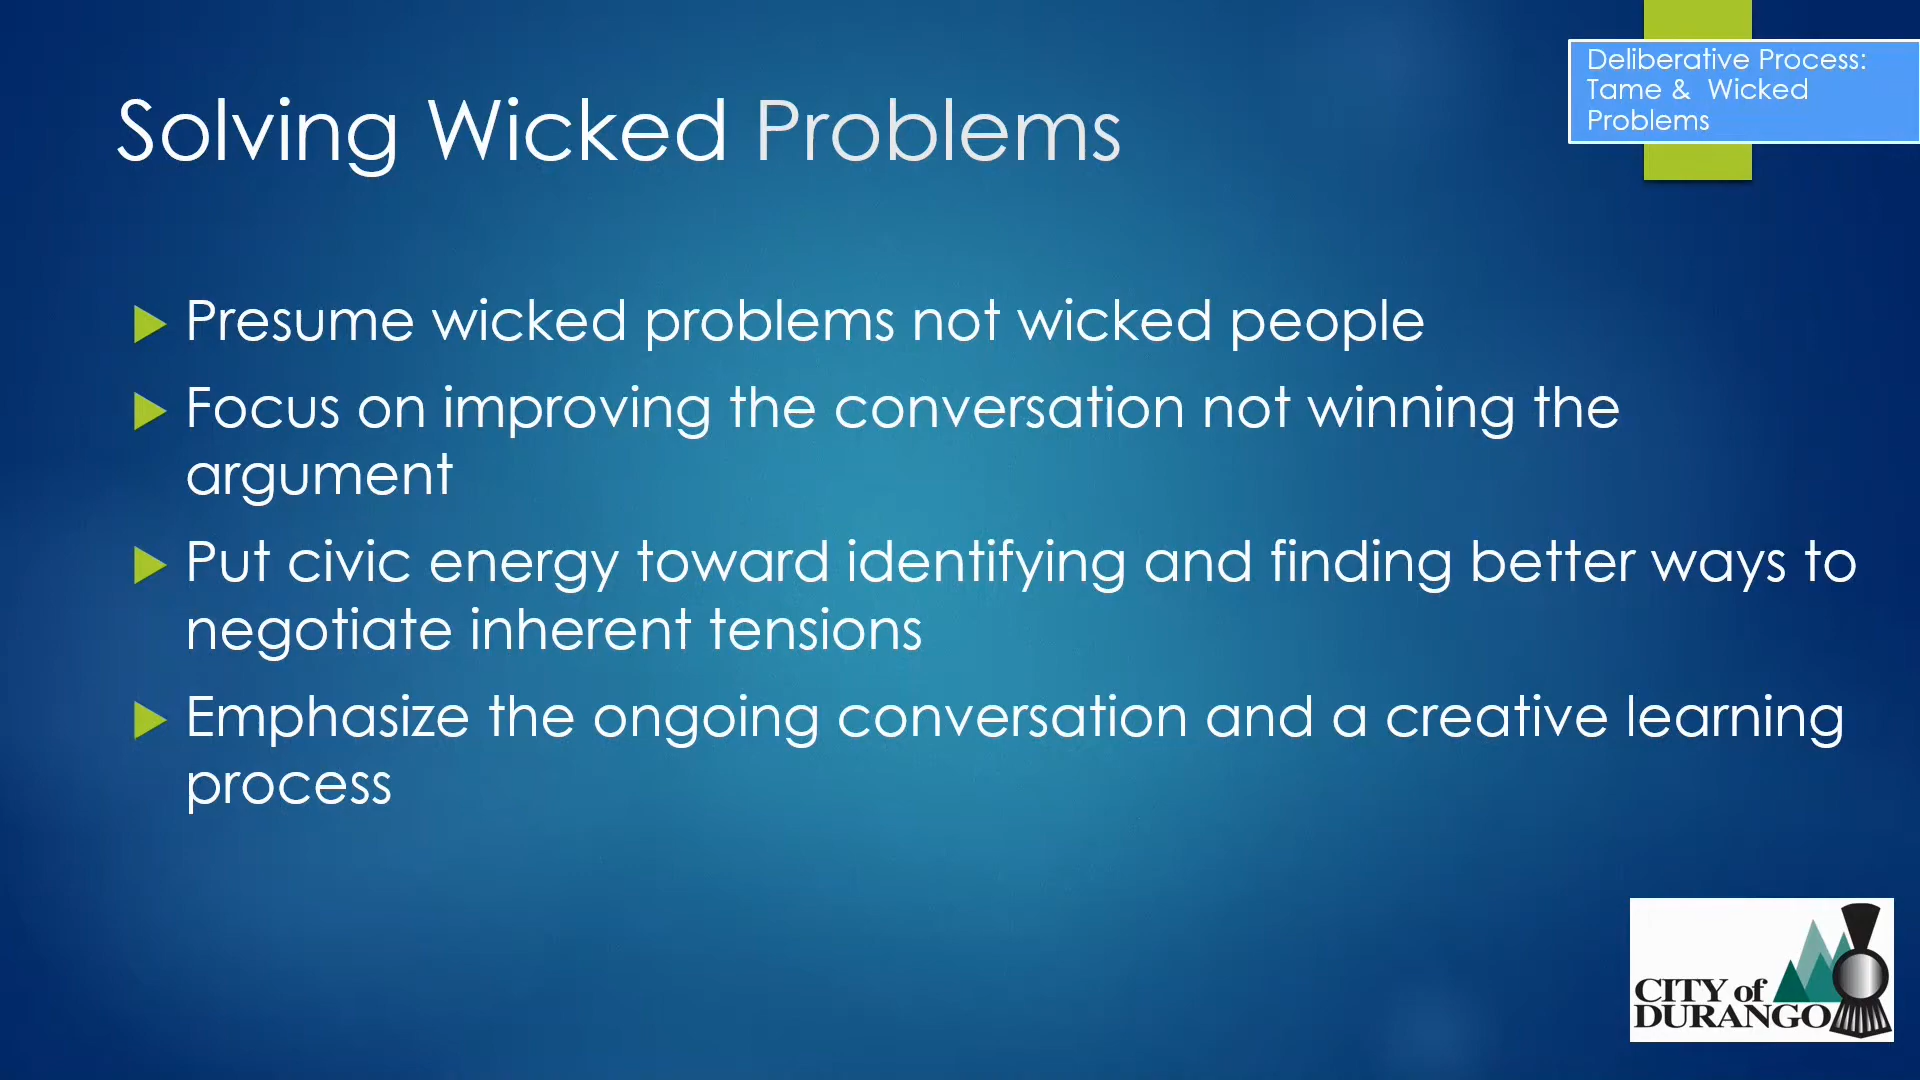 Deliberative Process:
Tame & Wicked
Problems
Solving Wicked Problems
Presume wicked problems not wicked people
Focus on improving the conversation not winning the
argument
Put civic energy toward identifying and finding better ways to
negotiate inherent tensions
Emphasize the ongoing conversation and a creative learning
process
CITY of
DURANGO